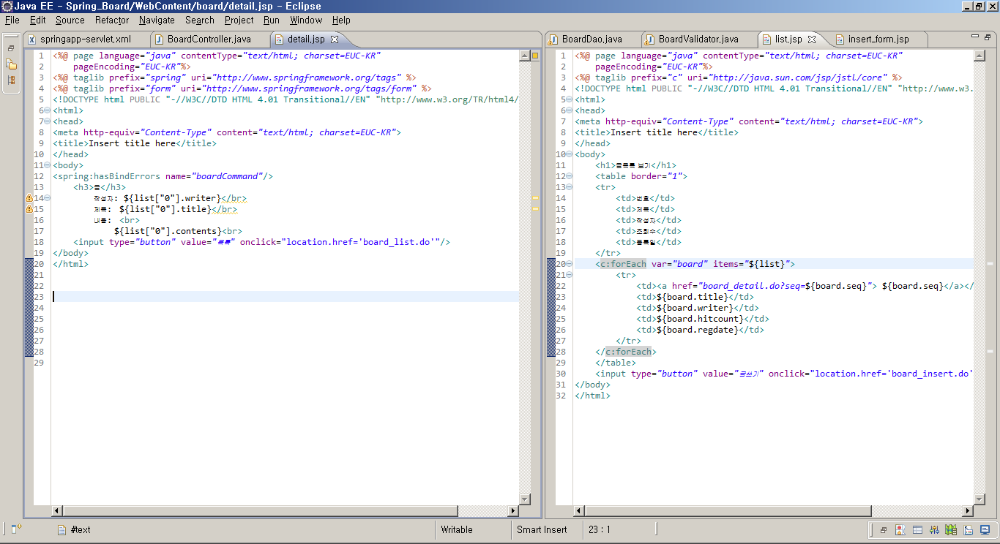 Java EE - Spring_Board/WebContent/board/detail.jsp - Eclipse
File Edit Source Refactor Navigate Search Project Run Window Help
springapp-servlet.xml BoardController.java detail.jsp
1 <%@ page language="java" contentType="text/html; charset=EUC-KR"
2 pageEncoding="EUC-KR"%>
3 <%@ taglib prefix="spring" uri="http://www.springframework.org/tags" %>
4 <%@ taglib prefix="form" uri="http://www.springframework.org/tags/form" %>
5 <!DOCTYPE html PUBLIC "-//W3C//DTD HTML 4.01 Transitional//EN" "http://www.w3.org/TR/html4/
6 <html>
7 <head>
8 <meta http-equiv="Content-Type" content="text/html; charset=EUC-KR">
9 <title>Insert title here</title>
10 </head>
11 <body>
12 <spring:hasBindErrors name="boardCommand"/>
13 <h3>글</h3>
14 작성자: ${list["0"].writer}</br>
15 제목: ${list["0"].title}</br>
16 내용: <br>
17 ${list["0"].contents}<br>
18 <input type="button" value="목록" onclick="location.href='board_list.do'"/>
19 </body>
20 </html>
21
22
23
24
25
26
27
28
29
BoardDao.java BoardValidator.java list.jsp insert_form.jsp
1 <%@ page language="java" contentType="text/html; charset=EUC-KR"
2 pageEncoding="EUC-KR"%>
3 <%@ taglib prefix="c" uri="http://java.sun.com/jsp/jstl/core" %>
4 <!DOCTYPE html PUBLIC "-//W3C//DTD HTML 4.01 Transitional//EN" "http://www.w3.
5 <html>
6 <head>
7 <meta http-equiv="Content-Type" content="text/html; charset=EUC-KR">
8 <title>Insert title here</title>
9 </head>
10 <body>
11 <h1>글목록 보기</h1>
12 <table border="1">
13 <tr>
14 <td>번호</td>
15 <td>제목</td>
16 <td>작성자</td>
17 <td>조회수</td>
18 <td>등록일</td>
19 </tr>
20 <c:forEach var="board" items="${list}">
21 <tr>
22 <td><a href="board_detail.do?seq=${board.seq}"> ${board.seq}</a></
23 <td>${board.title}</td>
24 <td>${board.writer}</td>
25 <td>${board.hitcount}</td>
26 <td>${board.regdate}</td>
27 </tr>
28 </c:forEach>
29 </table>
30 <input type="button" value="글쓰기" onclick="location.href='board_insert.do'
31 </body>
32 </html>
#text Writable Smart Insert 23 : 1